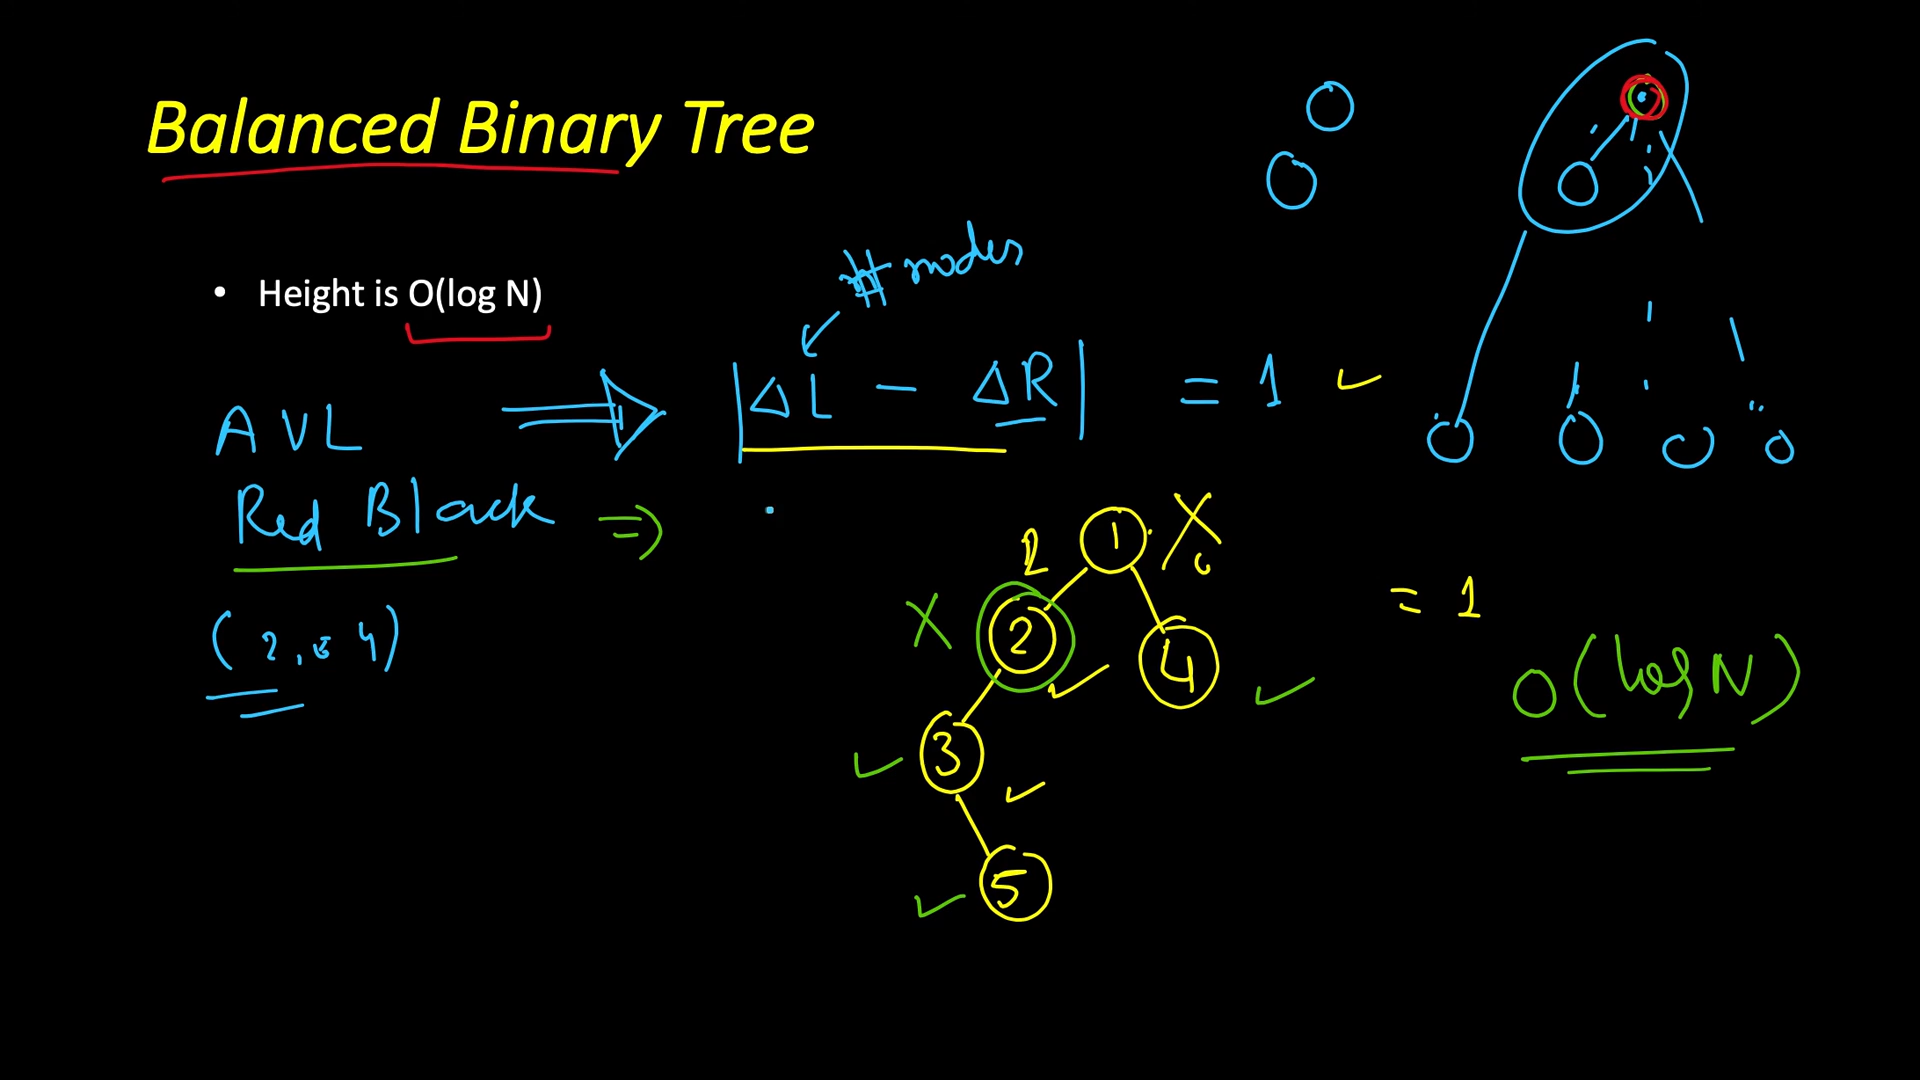 Balanced Binary Tree
• Height is O(log N)
# nodes
|ΔL - ΔR| = 1 ✓
AVL ⇒
Red Black ⇒
(2, 4)
X
2
1
X
2
4
✓
✓
= 1
O(log N)
✓
3
✓
✓
5